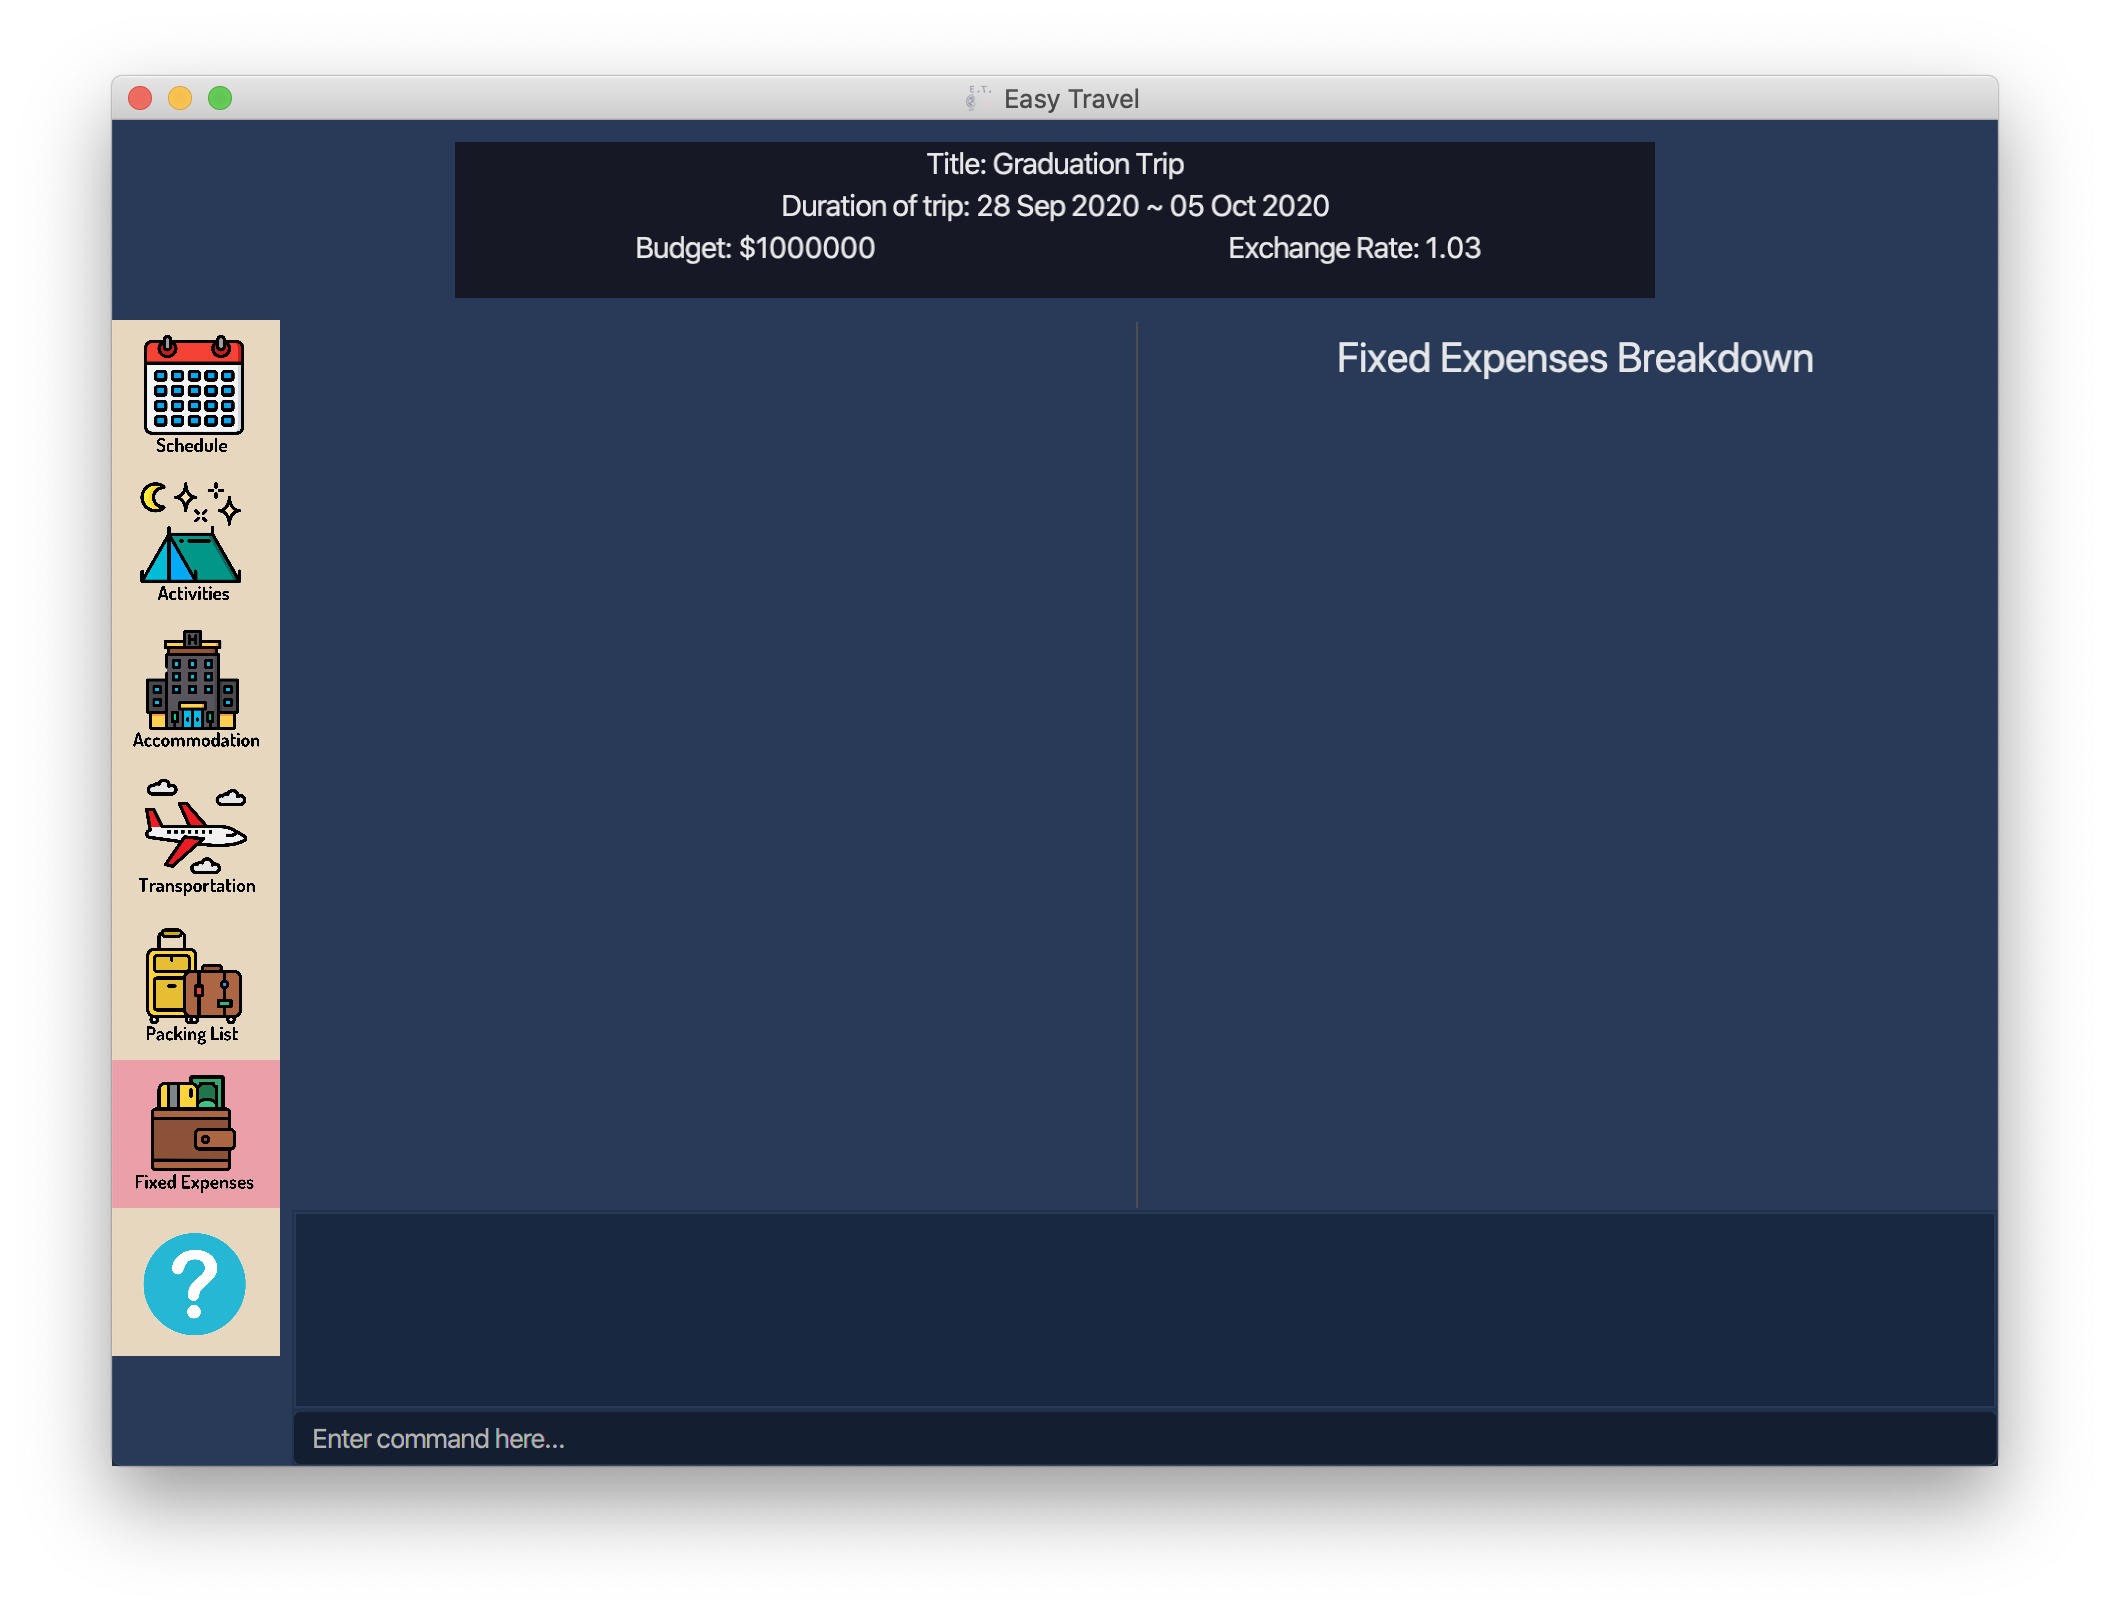 E.T.
Easy Travel
Title: Graduation Trip
Duration of trip: 28 Sep 2020 ~ 05 Oct 2020
Budget: $1000000 Exchange Rate: 1.03
Schedule
Activities
H
Accommodation
Transportation
Packing List
Fixed Expenses
?
Fixed Expenses Breakdown
Enter command here...